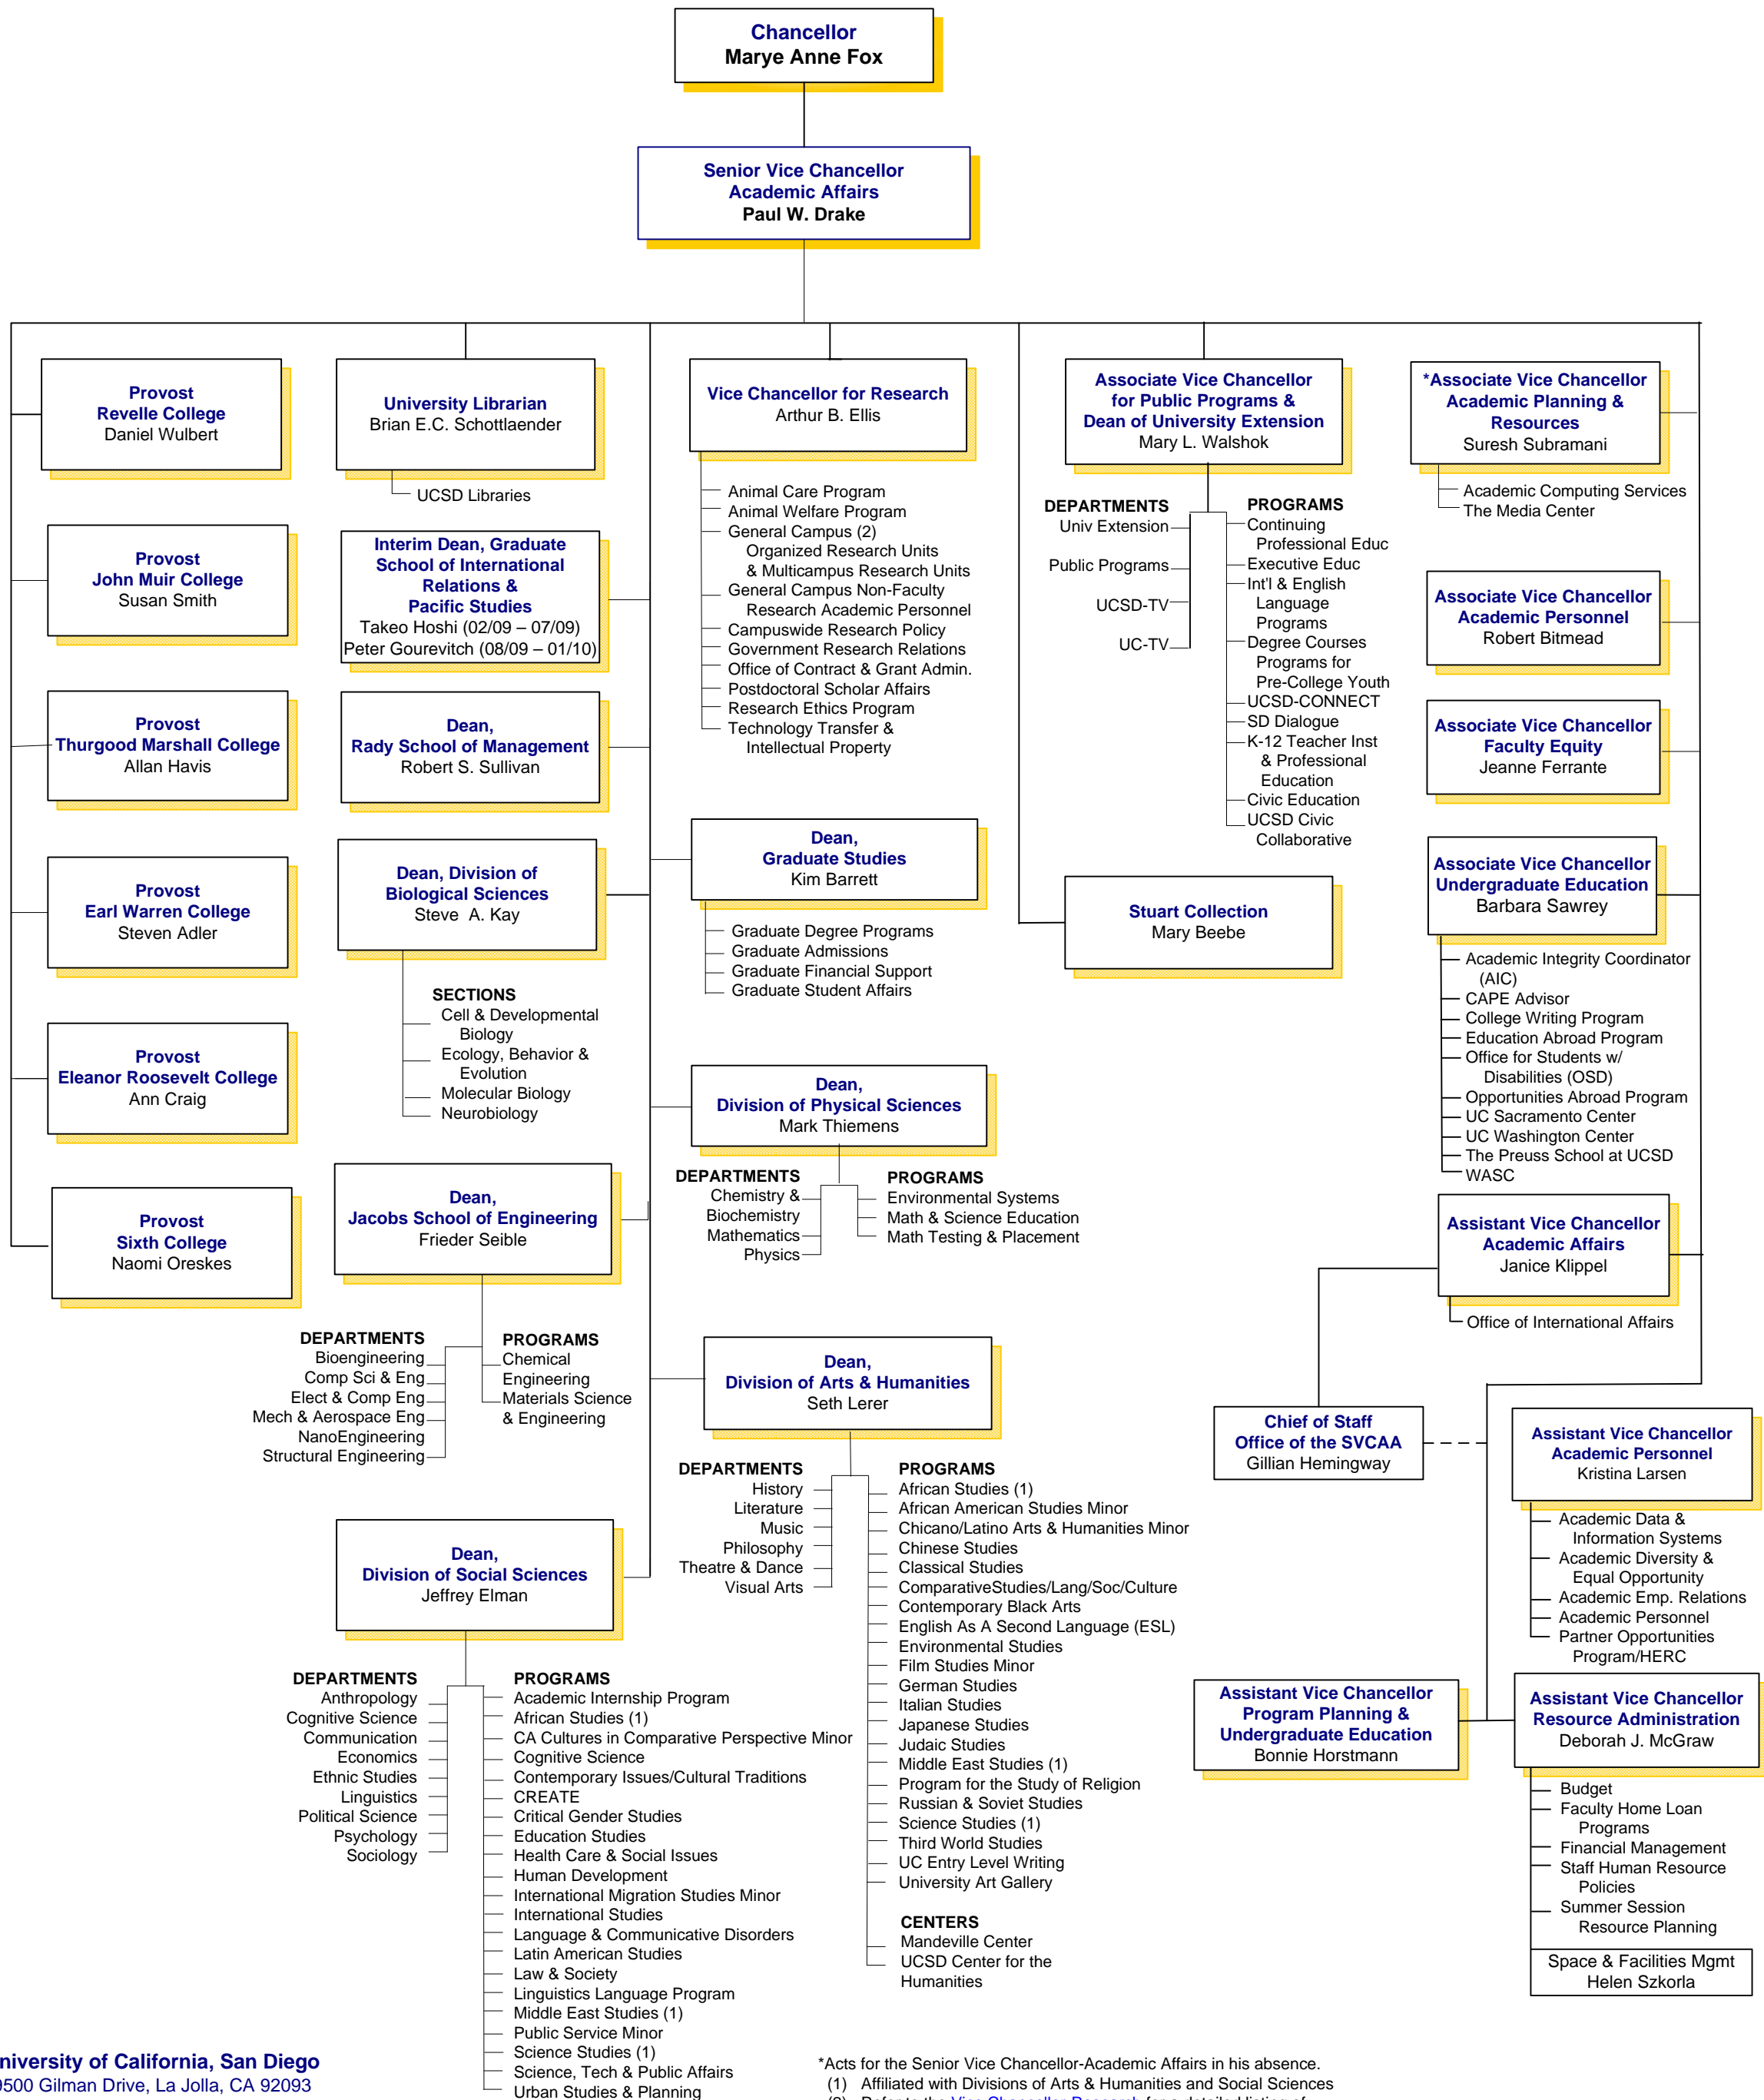 Chancellor
Marye Anne Fox
Senior Vice Chancellor
Academic Affairs
Paul W. Drake
Provost
Revelle College
Daniel Wulbert
Provost
John Muir College
Susan Smith
Provost
Thurgood Marshall College
Allan Havis
Provost
Earl Warren College
Steven Adler
Provost
Eleanor Roosevelt College
Ann Craig
Provost
Sixth College
Naomi Oreskes
University Librarian
Brian E.C. Schottlaender
UCSD Libraries
Interim Dean, Graduate
School of International
Relations &
Pacific Studies
Takeo Hoshi (02/09 – 07/09)
Peter Gourevitch (08/09 – 01/10)
Dean,
Rady School of Management
Robert S. Sullivan
Dean, Division of
Biological Sciences
Steve A. Kay
SECTIONS
Cell & Developmental
Biology
Ecology, Behavior &
Evolution
Molecular Biology
Neurobiology
Dean,
Jacobs School of Engineering
Frieder Seible
DEPARTMENTS
Bioengineering
Comp Sci & Eng
Elect & Comp Eng
Mech & Aerospace Eng
NanoEngineering
Structural Engineering
PROGRAMS
Chemical
Engineering
Materials Science
& Engineering
Dean,
Division of Social Sciences
Jeffrey Elman
DEPARTMENTS
Anthropology
Cognitive Science
Communication
Economics
Ethnic Studies
Linguistics
Political Science
Psychology
Sociology
PROGRAMS
Academic Internship Program
African Studies (1)
CA Cultures in Comparative Perspective Minor
Cognitive Science
Contemporary Issues/Cultural Traditions
CREATE
Critical Gender Studies
Education Studies
Health Care & Social Issues
Human Development
International Migration Studies Minor
International Studies
Language & Communicative Disorders
Latin American Studies
Law & Society
Linguistics Language Program
Middle East Studies (1)
Public Service Minor
Science Studies (1)
Science, Tech & Public Affairs
Urban Studies & Planning
Vice Chancellor for Research
Arthur B. Ellis
Animal Care Program
Animal Welfare Program
General Campus (2)
Organized Research Units
& Multicampus Research Units
General Campus Non-Faculty
Research Academic Personnel
Campuswide Research Policy
Government Research Relations
Office of Contract & Grant Admin.
Postdoctoral Scholar Affairs
Research Ethics Program
Technology Transfer &
Intellectual Property
Dean,
Graduate Studies
Kim Barrett
Graduate Degree Programs
Graduate Admissions
Graduate Financial Support
Graduate Student Affairs
Dean,
Division of Physical Sciences
Mark Thiemens
DEPARTMENTS
Chemistry &
Biochemistry
Mathematics
Physics
PROGRAMS
Environmental Systems
Math & Science Education
Math Testing & Placement
Dean,
Division of Arts & Humanities
Seth Lerer
DEPARTMENTS
History
Literature
Music
Philosophy
Theatre & Dance
Visual Arts
PROGRAMS
African Studies (1)
African American Studies Minor
Chicano/Latino Arts & Humanities Minor
Chinese Studies
Classical Studies
ComparativeStudies/Lang/Soc/Culture
Contemporary Black Arts
English As A Second Language (ESL)
Environmental Studies
Film Studies Minor
German Studies
Italian Studies
Japanese Studies
Judaic Studies
Middle East Studies (1)
Program for the Study of Religion
Russian & Soviet Studies
Science Studies (1)
Third World Studies
UC Entry Level Writing
University Art Gallery
CENTERS
Mandeville Center
UCSD Center for the
Humanities
Associate Vice Chancellor
for Public Programs &
Dean of University Extension
Mary L. Walshok
DEPARTMENTS
Univ Extension
Public Programs
UCSD-TV
UC-TV
PROGRAMS
Continuing
Professional Educ
Executive Educ
Int'l & English
Language
Programs
Degree Courses
Programs for
Pre-College Youth
UCSD-CONNECT
SD Dialogue
K-12 Teacher Inst
& Professional
Education
Civic Education
UCSD Civic
Collaborative
Stuart Collection
Mary Beebe
*Associate Vice Chancellor
Academic Planning &
Resources
Suresh Subramani
Academic Computing Services
The Media Center
Associate Vice Chancellor
Academic Personnel
Robert Bitmead
Associate Vice Chancellor
Faculty Equity
Jeanne Ferrante
Associate Vice Chancellor
Undergraduate Education
Barbara Sawrey
Academic Integrity Coordinator
(AIC)
CAPE Advisor
College Writing Program
Education Abroad Program
Office for Students w/
Disabilities (OSD)
Opportunities Abroad Program
UC Sacramento Center
UC Washington Center
The Preuss School at UCSD
WASC
Assistant Vice Chancellor
Academic Affairs
Janice Klippel
Office of International Affairs
Chief of Staff
Office of the SVCAA
Gillian Hemingway
Assistant Vice Chancellor
Academic Personnel
Kristina Larsen
Academic Data &
Information Systems
Academic Diversity &
Equal Opportunity
Academic Emp. Relations
Academic Personnel
Partner Opportunities
Program/HERC
Assistant Vice Chancellor
Program Planning &
Undergraduate Education
Bonnie Horstmann
Assistant Vice Chancellor
Resource Administration
Deborah J. McGraw
Budget
Faculty Home Loan
Programs
Financial Management
Staff Human Resource
Policies
Summer Session
Resource Planning
Space & Facilities Mgmt
Helen Szkorla
University of California, San Diego
9500 Gilman Drive, La Jolla, CA 92093
*Acts for the Senior Vice Chancellor-Academic Affairs in his absence.
(1) Affiliated with Divisions of Arts & Humanities and Social Sciences
(2) Refer to the Vice Chancellor-Research for a detailed listing of